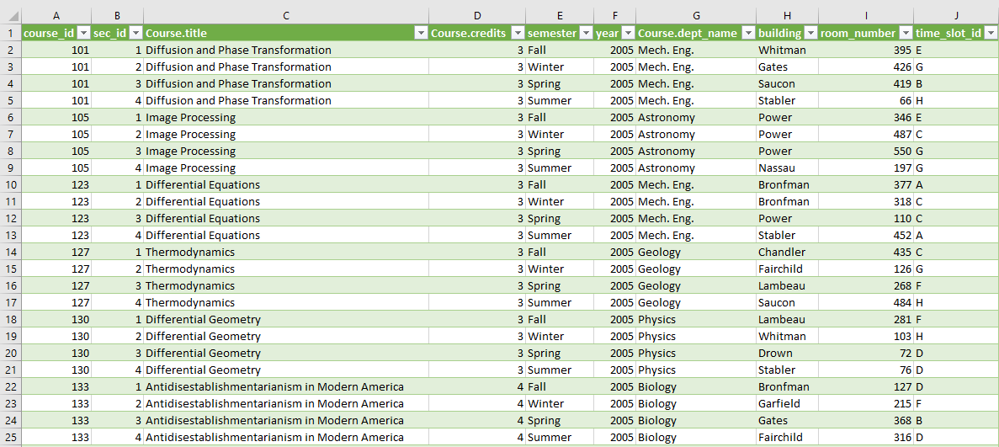 A B C D E F G H I J
1 course_id sec_id Course.title Course.credits semester year Course.dept_name building room_number time_slot_id
2 101 1 Diffusion and Phase Transformation 3 Fall 2005 Mech. Eng. Whitman 395 E
3 101 2 Diffusion and Phase Transformation 3 Winter 2005 Mech. Eng. Gates 426 G
4 101 3 Diffusion and Phase Transformation 3 Spring 2005 Mech. Eng. Saucon 419 B
5 101 4 Diffusion and Phase Transformation 3 Summer 2005 Mech. Eng. Stabler 66 H
6 105 1 Image Processing 3 Fall 2005 Astronomy Power 346 E
7 105 2 Image Processing 3 Winter 2005 Astronomy Power 487 C
8 105 3 Image Processing 3 Spring 2005 Astronomy Power 550 G
9 105 4 Image Processing 3 Summer 2005 Astronomy Nassau 197 G
10 123 1 Differential Equations 3 Fall 2005 Mech. Eng. Bronfman 377 A
11 123 2 Differential Equations 3 Winter 2005 Mech. Eng. Bronfman 318 C
12 123 3 Differential Equations 3 Spring 2005 Mech. Eng. Power 110 C
13 123 4 Differential Equations 3 Summer 2005 Mech. Eng. Stabler 452 A
14 127 1 Thermodynamics 3 Fall 2005 Geology Chandler 435 C
15 127 2 Thermodynamics 3 Winter 2005 Geology Fairchild 126 G
16 127 3 Thermodynamics 3 Spring 2005 Geology Lambeau 268 F
17 127 4 Thermodynamics 3 Summer 2005 Geology Saucon 484 H
18 130 1 Differential Geometry 3 Fall 2005 Physics Lambeau 281 F
19 130 2 Differential Geometry 3 Winter 2005 Physics Whitman 103 H
20 130 3 Differential Geometry 3 Spring 2005 Physics Drown 72 D
21 130 4 Differential Geometry 3 Summer 2005 Physics Stabler 76 D
22 133 1 Antidisestablishmentarianism in Modern America 4 Fall 2005 Biology Bronfman 127 D
23 133 2 Antidisestablishmentarianism in Modern America 4 Winter 2005 Biology Garfield 215 F
24 133 3 Antidisestablishmentarianism in Modern America 4 Spring 2005 Biology Gates 368 B
25 133 4 Antidisestablishmentarianism in Modern America 4 Summer 2005 Biology Fairchild 316 D